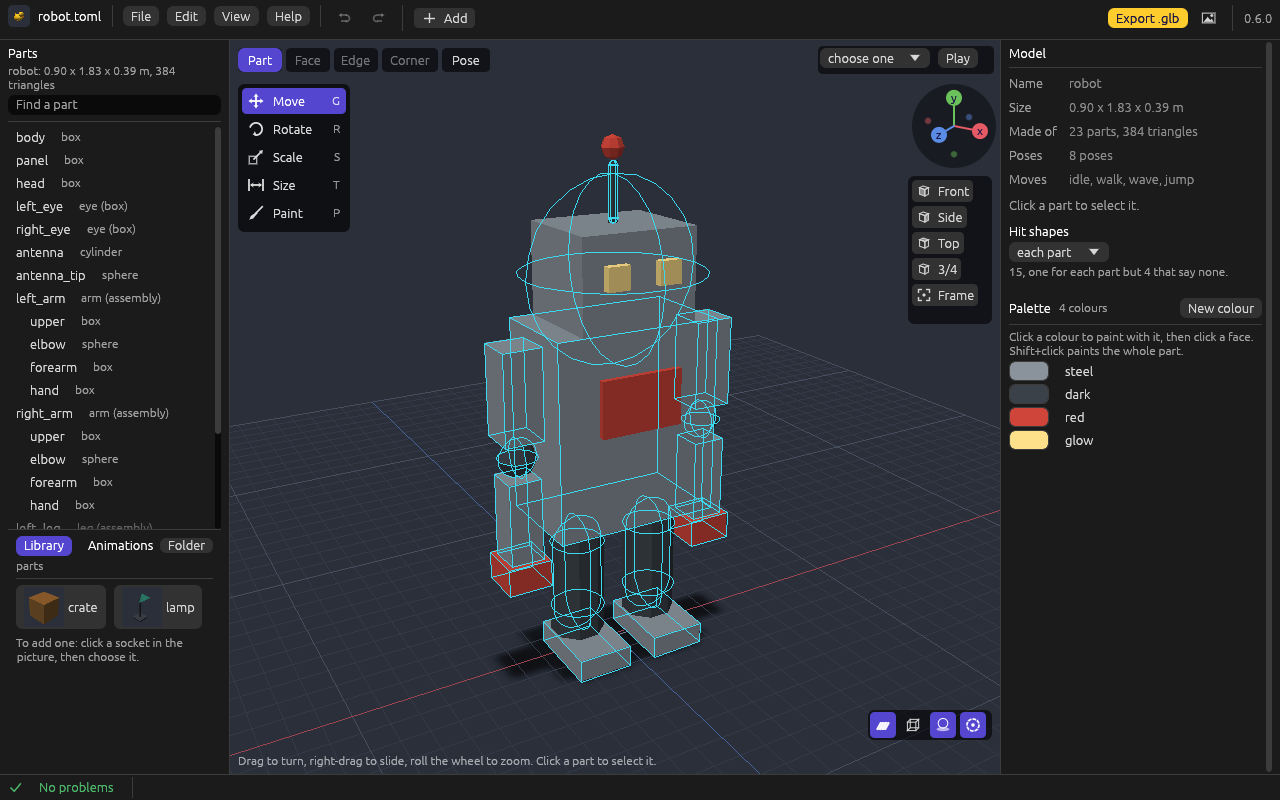 robot.toml File Edit View Help + Add Export .glb 0.6.0
Parts
robot: 0.90 x 1.83 x 0.39 m, 384
triangles
Find a part
body box
panel box
head box
left_eye eye (box)
right_eye eye (box)
antenna cylinder
antenna_tip sphere
left_arm arm (assembly)
upper box
elbow sphere
forearm box
hand box
right_arm arm (assembly)
upper box
elbow sphere
forearm box
hand box
left_leg leg (assembly)
Library Animations Folder
parts
crate lamp
To add one: click a socket in the
picture, then choose it.
Part Face Edge Corner Pose
Move G
Rotate R
Scale S
Size T
Paint P
choose one Play
y
x
z
Front
Side
Top
3/4
Frame
Drag to turn, right-drag to slide, roll the wheel to zoom. Click a part to select it.
Model
Name robot
Size 0.90 x 1.83 x 0.39 m
Made of 23 parts, 384 triangles
Poses 8 poses
Moves idle, walk, wave, jump
Click a part to select it.
Hit shapes
each part
15, one for each part but 4 that say none.
Palette 4 colours New colour
Click a colour to paint with it, then click a face.
Shift+click paints the whole part.
steel
dark
red
glow
No problems